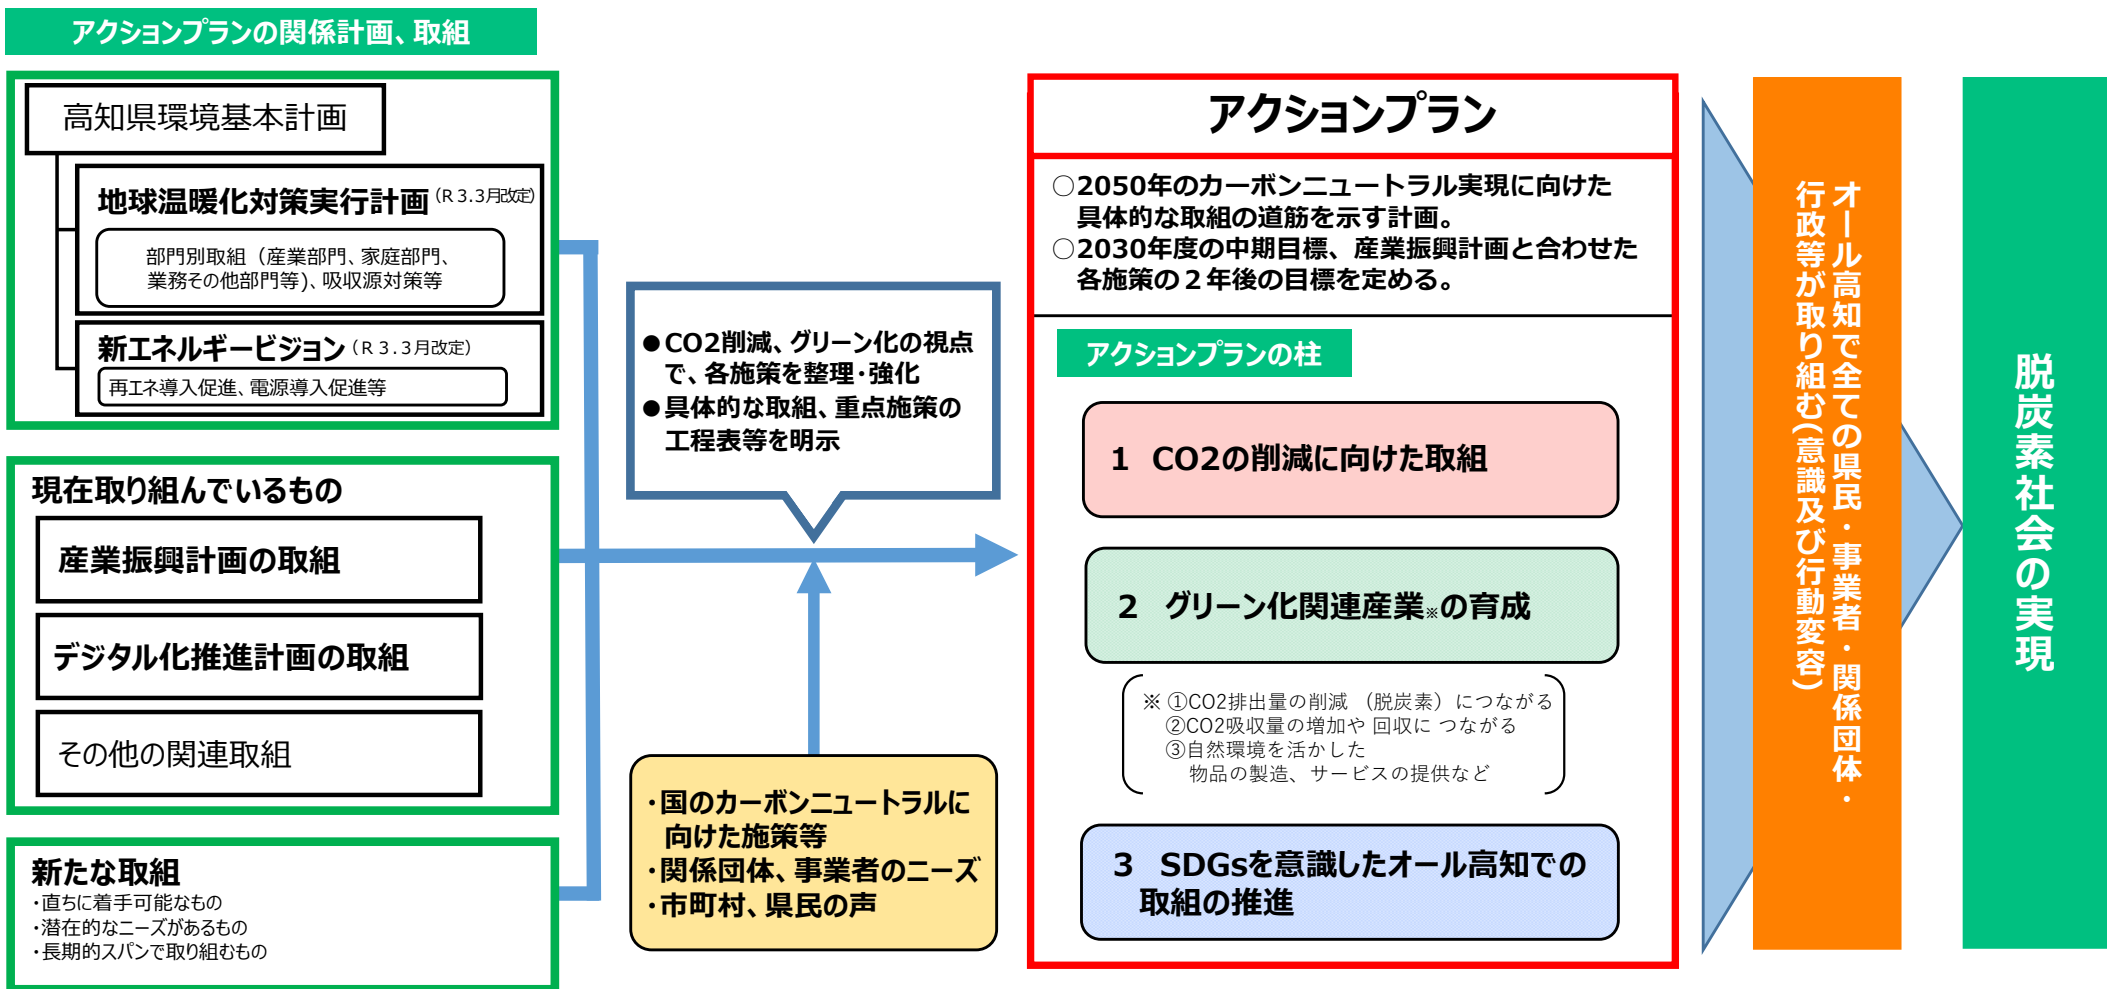 アクションプランの関係計画、取組
高知県環境基本計画
地球温暖化対策実行計画(R3.3月改定)
部門別取組（産業部門、家庭部門、
業務その他部門等)、吸収源対策等
新エネルギービジョン(R3.3月改定)
再エネ導入促進、電源導入促進等
現在取り組んでいるもの
産業振興計画の取組
デジタル化推進計画の取組
その他の関連取組
新たな取組
・直ちに着手可能なもの
・潜在的なニーズがあるもの
・長期的スパンで取り組むもの
●CO2削減、グリーン化の視点
で、各施策を整理・強化
●具体的な取組、重点施策の
工程表等を明示
・国のカーボンニュートラルに
向けた施策等
・関係団体、事業者のニーズ
・市町村、県民の声
アクションプラン
○2050年のカーボンニュートラル実現に向けた
具体的な取組の道筋を示す計画。
○2030年度の中期目標、産業振興計画と合わせた
各施策の２年後の目標を定める。
アクションプランの柱
1 CO2の削減に向けた取組
2 グリーン化関連産業※の育成
※ ①CO2排出量の削減 （脱炭素）につながる
②CO2吸収量の増加や 回収に つながる
③自然環境を活かした
物品の製造、サービスの提供など
3 SDGsを意識したオール高知での
取組の推進
オール高知で全ての県民・事業者・関係団体・
行政等が取り組む(意識及び行動変容)
脱炭素社会の実現